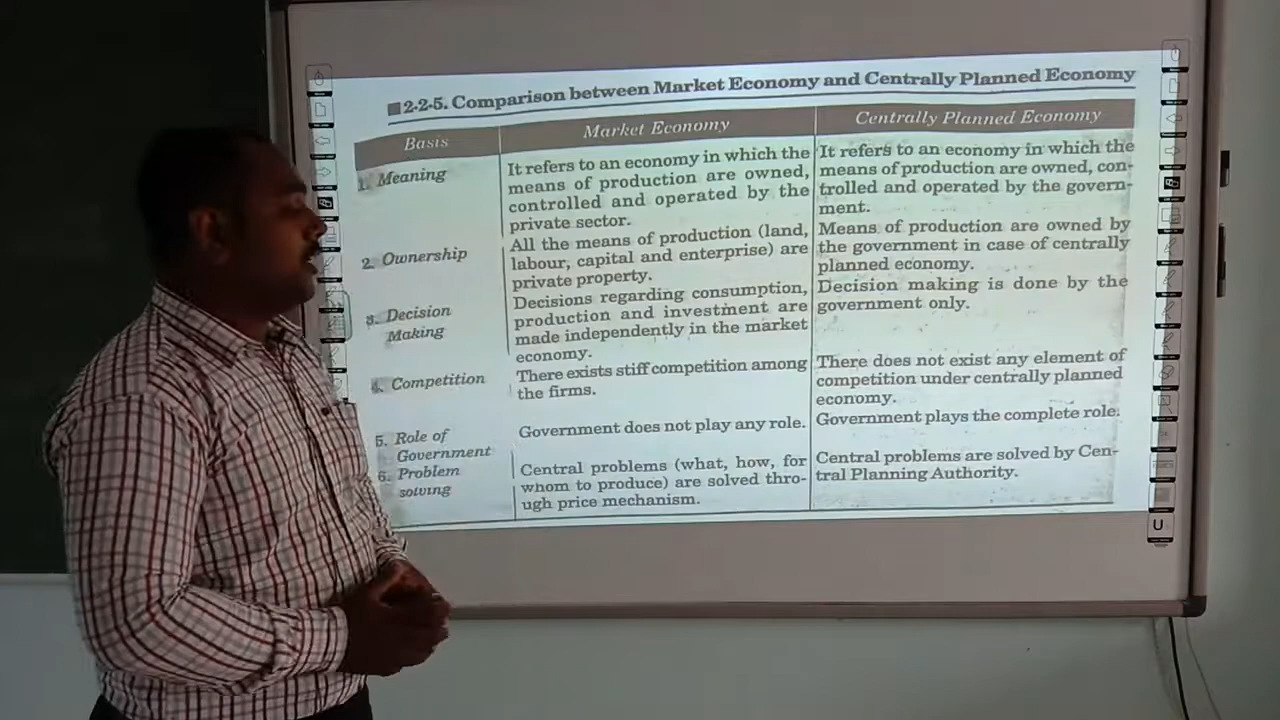 2-2-5. Comparison between Market Economy and Centrally Planned Economy
Basis
Market Economy
Centrally Planned Economy
1. Meaning
It refers to an economy in which the
means of production are owned,
controlled and operated by the
private sector.
It refers to an economy in which the
means of production are owned, con-
trolled and operated by the govern-
ment.
2. Ownership
All the means of production (land,
labour, capital and enterprise) are
private property.
Means of production are owned by
the government in case of centrally
planned economy.
3. Decision
Making
Decisions regarding consumption,
production and investment are
made independently in the market
economy.
Decision making is done by the
government only.
4. Competition
There exists stiff competition among
the firms.
There does not exist any element of
competition under centrally planned
economy.
5. Role of
Government
Government does not play any role.
Government plays the complete role.
6. Problem
solving
Central problems (what, how, for
whom to produce) are solved thro-
ugh price mechanism.
Central problems are solved by Cen-
tral Planning Authority.
U